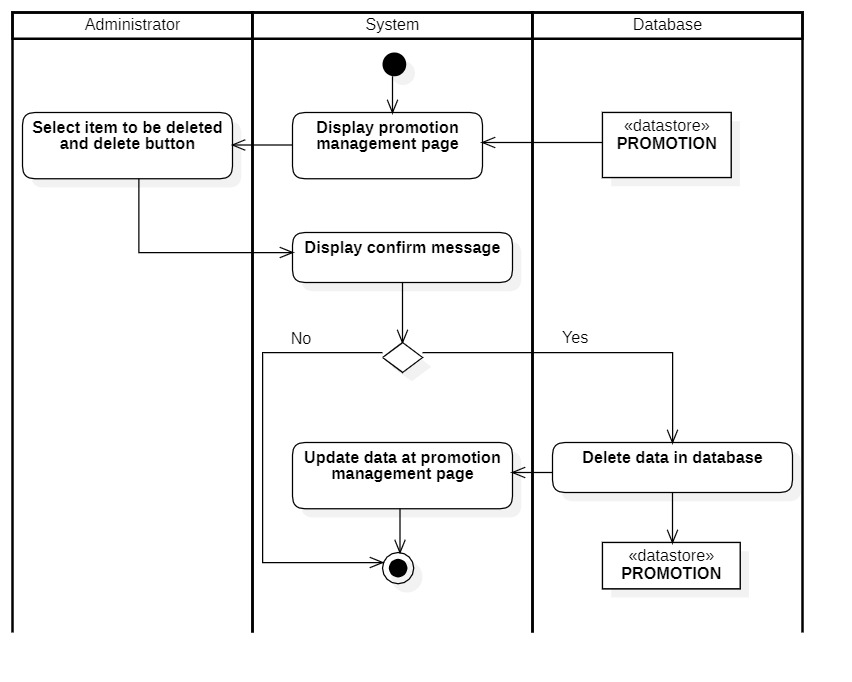 Administrator
System
Database
Select item to be deleted
and delete button
Display promotion
management page
«datastore»
PROMOTION
Display confirm message
No
Yes
Update data at promotion
management page
Delete data in database
«datastore»
PROMOTION